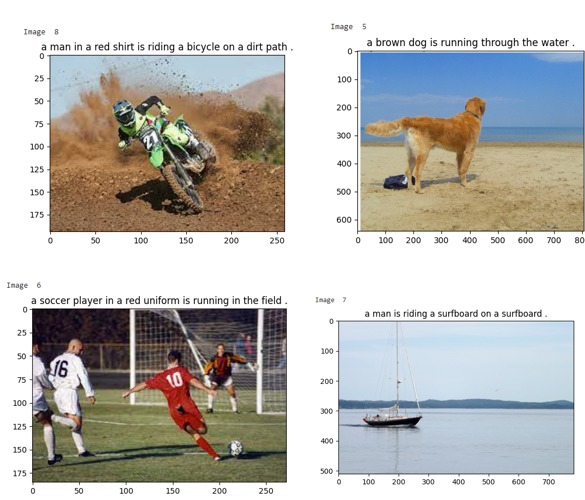 Image 8
a man in a red shirt is riding a bicycle on a dirt path .
0
25
50
75
100
125
150
175
0 50 100 150 200 250
21
Image 5
a brown dog is running through the water .
0
100
200
300
400
500
600
0 100 200 300 400 500 600 700 80
Image 6
a soccer player in a red uniform is running in the field .
0
25
50
75
100
125
150
175
0 50 100 150 200 250
16
10
Image 7
a man is riding a surfboard on a surfboard .
0
100
200
300
400
500
0 100 200 300 400 500 600 700